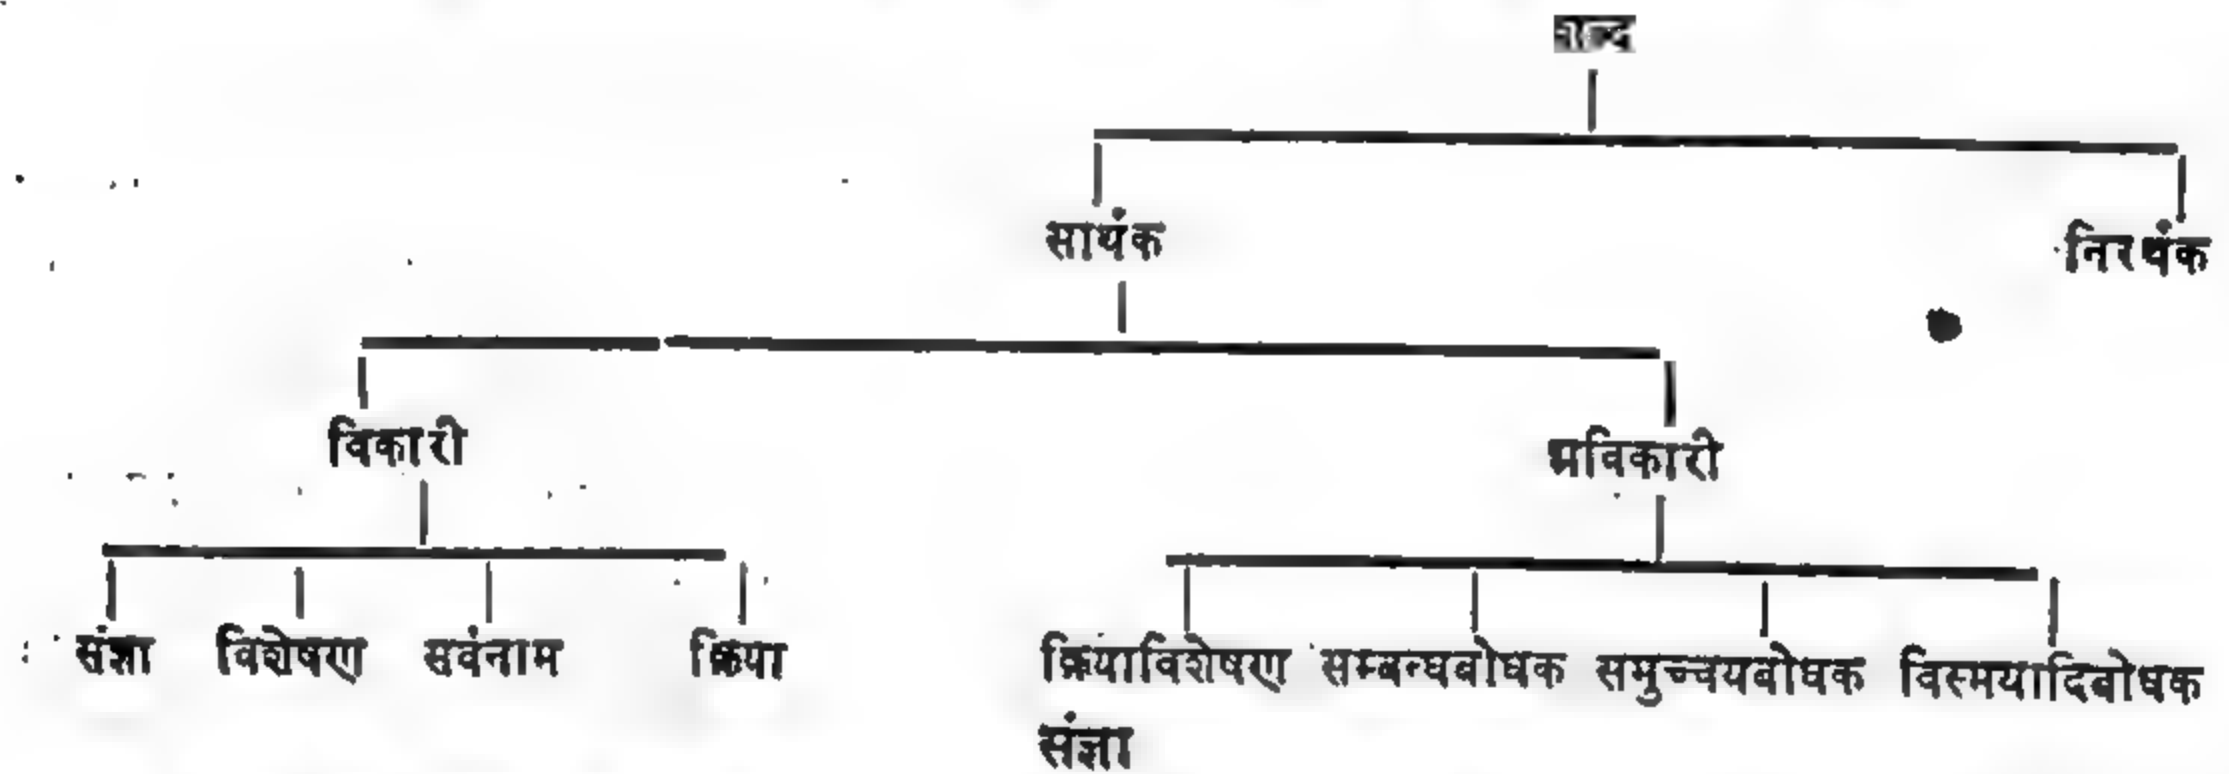 शब्द
सार्थक निरर्थक
विकारी अविकारी
संज्ञा विशेषण सर्वनाम क्रिया क्रियाविशेषण सम्बन्धबोधक समुच्चयबोधक विस्मयादिबोधक
संज्ञा